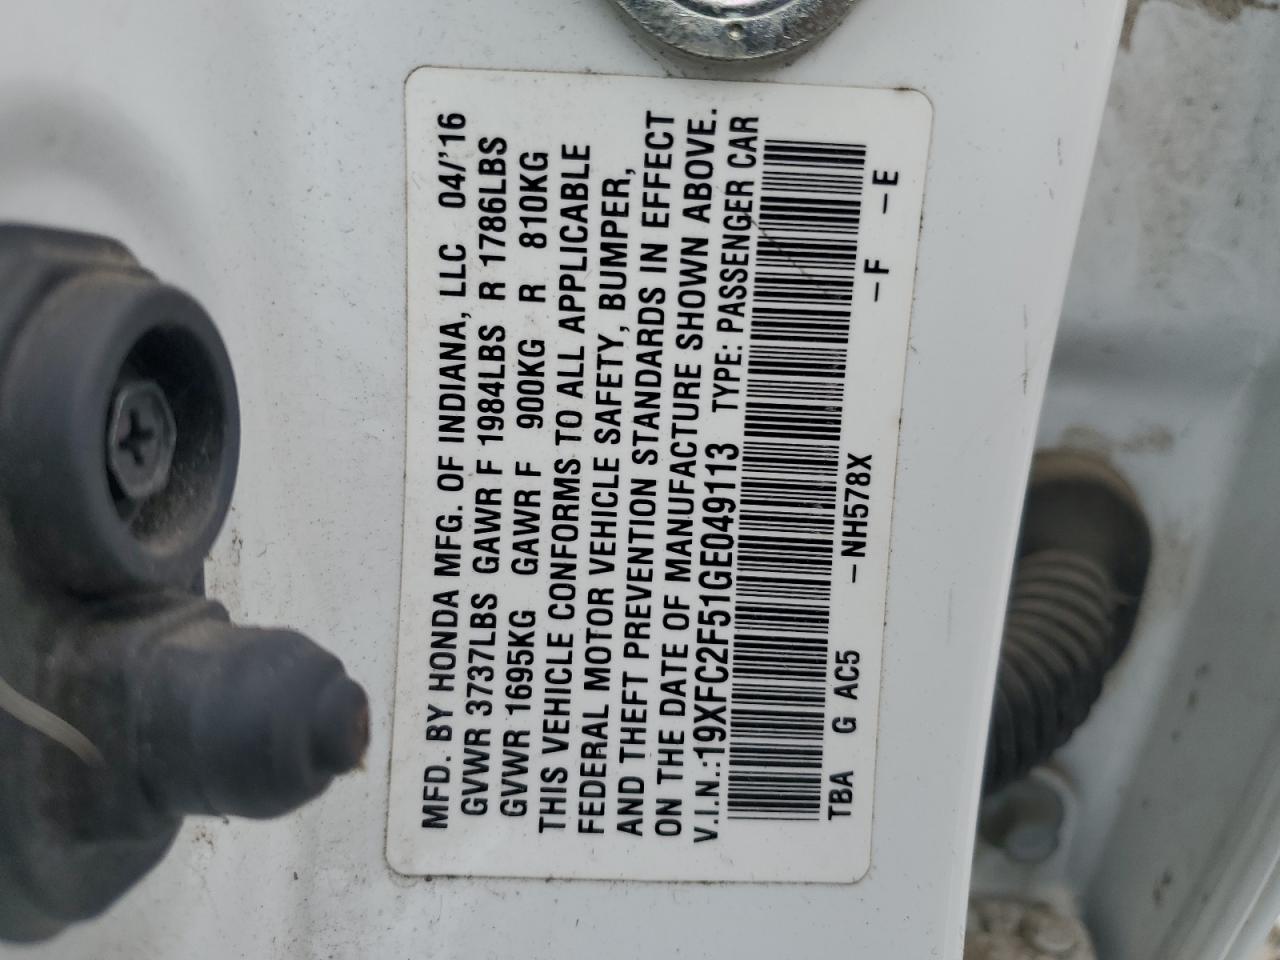 MFD. BY HONDA MFG. OF INDIANA, LLC 04/'16
GVWR 3737LBS GAWR F 1984LBS R 1786LBS
GVWR 1695KG GAWR F 900KG R 810KG
THIS VEHICLE CONFORMS TO ALL APPLICABLE
FEDERAL MOTOR VEHICLE SAFETY, BUMPER,
AND THEFT PREVENTION STANDARDS IN EFFECT
ON THE DATE OF MANUFACTURE SHOWN ABOVE.
V.I.N.:19XFC2F51GE049113 TYPE: PASSENGER CAR
TBA G AC5 –NH578X –F –E